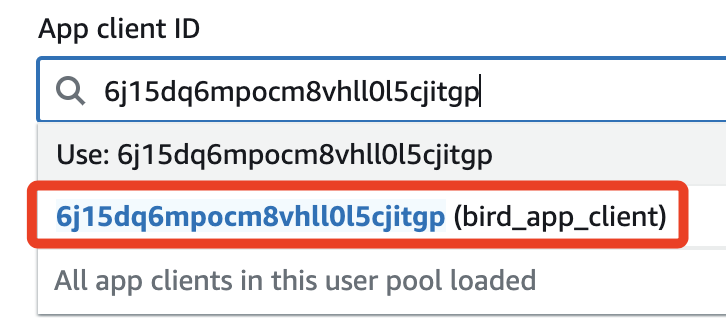 App client ID
6j15dq6mpocm8vhll0l5cjitgp
Use: 6j15dq6mpocm8vhll0l5cjitgp
6j15dq6mpocm8vhll0l5cjitgp (bird_app_client)
All app clients in this user pool loaded